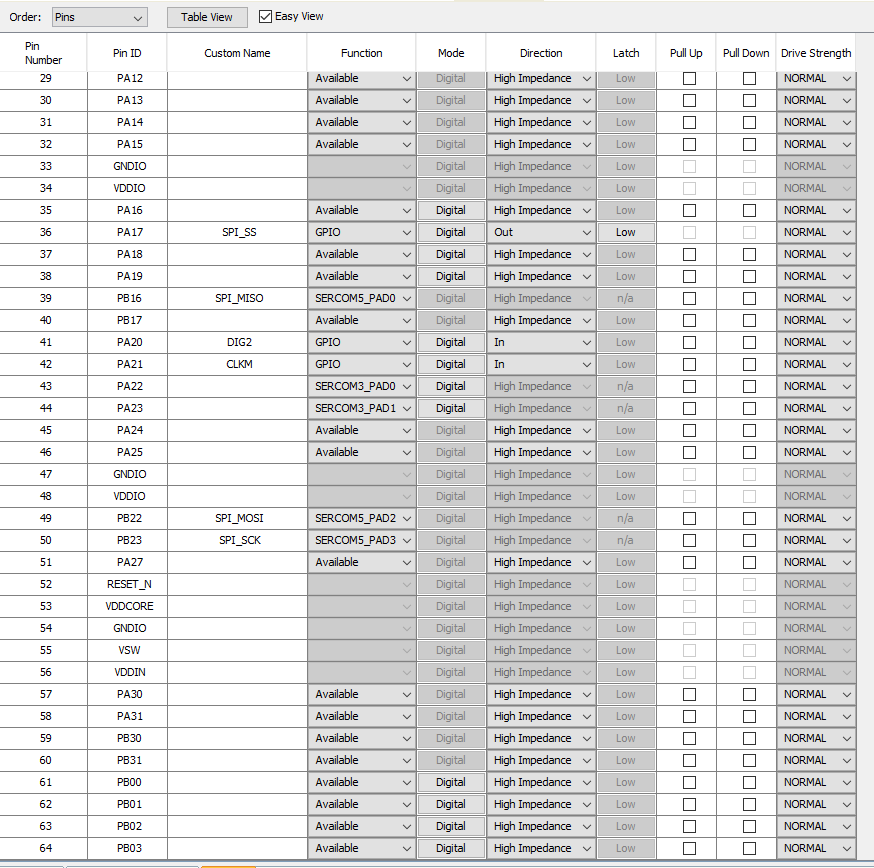 Order: Pins Table View Easy View
Pin Number Pin ID Custom Name Function Mode Direction Latch Pull Up Pull Down Drive Strength
29 PA12 Available Digital High Impedance Low NORMAL
30 PA13 Available Digital High Impedance Low NORMAL
31 PA14 Available Digital High Impedance Low NORMAL
32 PA15 Available Digital High Impedance Low NORMAL
33 GNDIO Digital High Impedance Low NORMAL
34 VDDIO Digital High Impedance Low NORMAL
35 PA16 Available Digital High Impedance Low NORMAL
36 PA17 SPI_SS GPIO Digital Out Low NORMAL
37 PA18 Available Digital High Impedance Low NORMAL
38 PA19 Available Digital High Impedance Low NORMAL
39 PB16 SPI_MISO SERCOM5_PAD0 Digital High Impedance n/a NORMAL
40 PB17 Available Digital High Impedance Low NORMAL
41 PA20 DIG2 GPIO Digital In Low NORMAL
42 PA21 CLKM GPIO Digital In Low NORMAL
43 PA22 SERCOM3_PAD0 Digital High Impedance n/a NORMAL
44 PA23 SERCOM3_PAD1 Digital High Impedance n/a NORMAL
45 PA24 Available Digital High Impedance Low NORMAL
46 PA25 Available Digital High Impedance Low NORMAL
47 GNDIO Digital High Impedance Low NORMAL
48 VDDIO Digital High Impedance Low NORMAL
49 PB22 SPI_MOSI SERCOM5_PAD2 Digital High Impedance n/a NORMAL
50 PB23 SPI_SCK SERCOM5_PAD3 Digital High Impedance n/a NORMAL
51 PA27 Available Digital High Impedance Low NORMAL
52 RESET_N Digital High Impedance Low NORMAL
53 VDDCORE Digital High Impedance Low NORMAL
54 GNDIO Digital High Impedance Low NORMAL
55 VSW Digital High Impedance Low NORMAL
56 VDDIN Digital High Impedance Low NORMAL
57 PA30 Available Digital High Impedance Low NORMAL
58 PA31 Available Digital High Impedance Low NORMAL
59 PB30 Available Digital High Impedance Low NORMAL
60 PB31 Available Digital High Impedance Low NORMAL
61 PB00 Available Digital High Impedance Low NORMAL
62 PB01 Available Digital High Impedance Low NORMAL
63 PB02 Available Digital High Impedance Low NORMAL
64 PB03 Available Digital High Impedance Low NORMAL